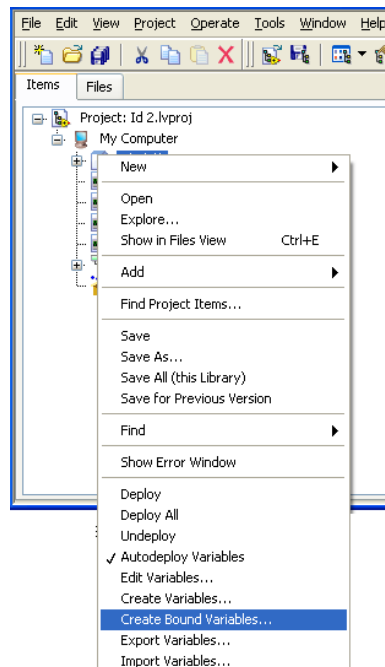 File Edit View Project Operate Tools Window Help
Items Files
Project: Id 2.lvproj
My Computer
New
Open
Explore...
Show in Files View Ctrl+E
Add
Find Project Items...
Save
Save As...
Save All (this Library)
Save for Previous Version
Find
Show Error Window
Deploy
Deploy All
Undeploy
Autodeploy Variables
Edit Variables...
Create Variables...
Create Bound Variables...
Export Variables...
Import Variables...